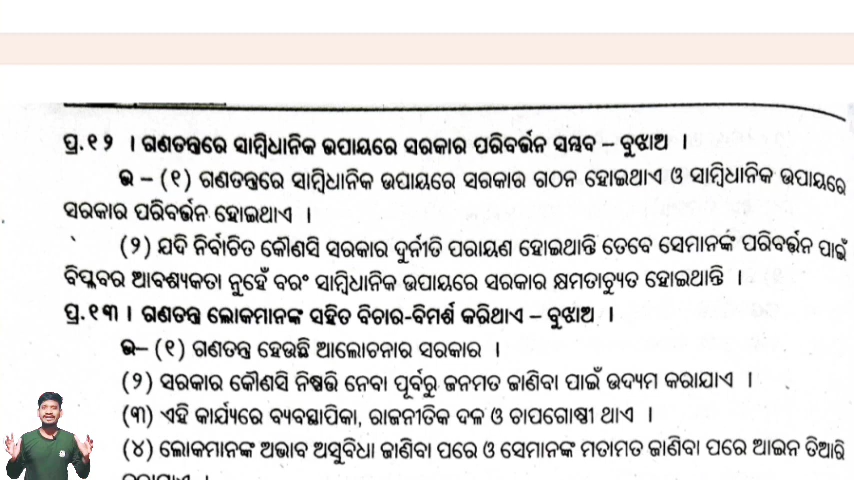 ପ୍ର.୧୨ । ଗଣତନ୍ତ୍ରରେ ସାମ୍ବିଧାନିକ ଉପାୟରେ ସରକାର ପରିବର୍ତ୍ତନ ସମ୍ଭବ – ବୁଝାଅ ।
ଉ – (୧) ଗଣତନ୍ତ୍ରରେ ସାମ୍ବିଧାନିକ ଉପାୟରେ ସରକାର ଗଠନ ହୋଇଥାଏ ଓ ସାମ୍ବିଧାନିକ ଉପାୟରେ
ସରକାର ପରିବର୍ତ୍ତନ ହୋଇଥାଏ ।
(୨) ଯଦି ନିର୍ବାଚିତ କୌଣସି ସରକାର ଦୁର୍ନୀତି ପରାୟଣ ହୋଇଥାନ୍ତି ତେବେ ସେମାନଙ୍କ ପରିବର୍ତ୍ତନ ପାଇଁ
ବିପ୍ଳବର ଆବଶ୍ୟକତା ନୁହେଁ ବରଂ ସାମ୍ବିଧାନିକ ଉପାୟରେ ସରକାର କ୍ଷମତାଚ୍ୟୁତ ହୋଇଥାନ୍ତି ।
ପ୍ର.୧୩ । ଗଣତନ୍ତ୍ର ଲୋକମାନଙ୍କ ସହିତ ବିଚାର-ବିମର୍ଶ କରିଥାଏ – ବୁଝାଅ ।
ଉ– (୧) ଗଣତନ୍ତ୍ର ହେଉଛି ଆଲୋଚନାର ସରକାର ।
(୨) ସରକାର କୌଣସି ନିଷ୍ପତ୍ତି ନେବା ପୂର୍ବରୁ ଜନମତ ଜାଣିବା ପାଇଁ ଉଦ୍ୟମ କରାଯାଏ ।
(୩) ଏହି କାର୍ଯ୍ୟରେ ବ୍ୟବସ୍ଥାପିକା, ରାଜନୀତିକ ଦଳ ଓ ଚାପଗୋଷ୍ଠୀ ଥାଏ ।
(୪) ଲୋକମାନଙ୍କ ଅଭାବ ଅସୁବିଧା ଜାଣିବା ପରେ ଓ ସେମାନଙ୍କ ମତାମତ ଜାଣିବା ପରେ ଆଇନ ତିଆରି